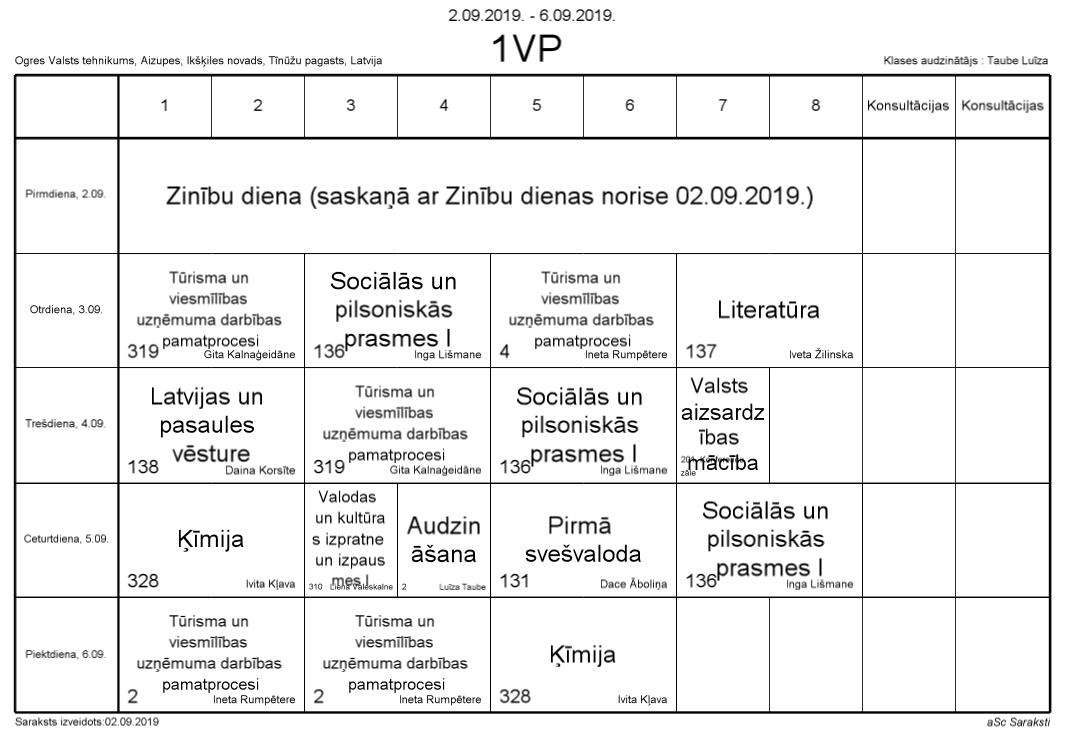 2.09.2019. - 6.09.2019.
1VP
Ogres Valsts tehnikums, Aizupes, Ikšķiles novads, Tīnūžu pagasts, Latvija
Klases audzinātājs : Taube Luīza
1 2 3 4 5 6 7 8 Konsultācijas Konsultācijas
Pirmdiena, 2.09.
Zinību diena (saskaņā ar Zinību dienas norise 02.09.2019.)
Otrdiena, 3.09.
Tūrisma un
viesmīlības
uzņēmuma darbības
pamatprocesi
319 Gita Kalnaģeidāne
Sociālās un
pilsoniskās
prasmes I
136 Inga Lišmane
Tūrisma un
viesmīlības
uzņēmuma darbības
pamatprocesi
4 Ineta Rumpētere
Literatūra
137 Iveta Žilinska
Trešdiena, 4.09.
Latvijas un
pasaules
vēsture
138 Daina Korsīte
Tūrisma un
viesmīlības
uzņēmuma darbības
pamatprocesi
319 Gita Kalnaģeidāne
Sociālās un
pilsoniskās
prasmes I
136 Inga Lišmane
Valsts
aizsardz
ības
mācība
zāle
Ceturtdiena, 5.09.
Ķīmija
328 Ivita Kļava
Valodas
un kultūra
s izpratne
un izpaus
mes I
310 Liena Valeskalne
Audzin
āšana
2 Luīza Taube
Pirmā
svešvaloda
131 Dace Āboliņa
Sociālās un
pilsoniskās
prasmes I
136 Inga Lišmane
Piektdiena, 6.09.
Tūrisma un
viesmīlības
uzņēmuma darbības
pamatprocesi
2 Ineta Rumpētere
Tūrisma un
viesmīlības
uzņēmuma darbības
pamatprocesi
2 Ineta Rumpētere
Ķīmija
328 Ivita Kļava
Saraksts izveidots:02.09.2019
aSc Saraksti